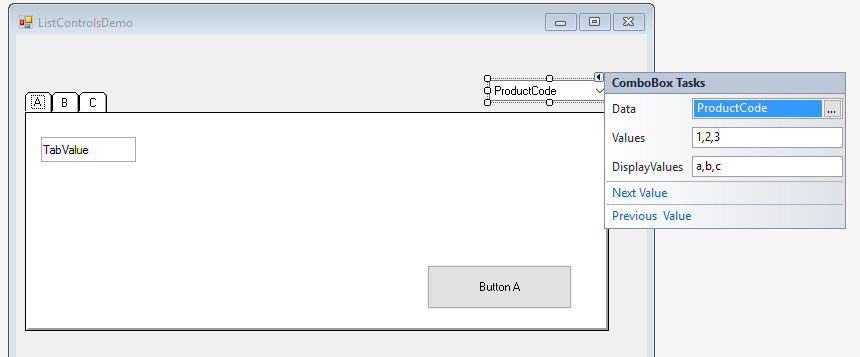 ListControlsDemo
ProductCode
ComboBox Tasks
Data ProductCode ...
Values 1,2,3
DisplayValues a,b,c
Next Value
Previous Value
A B C
TabValue
Button A